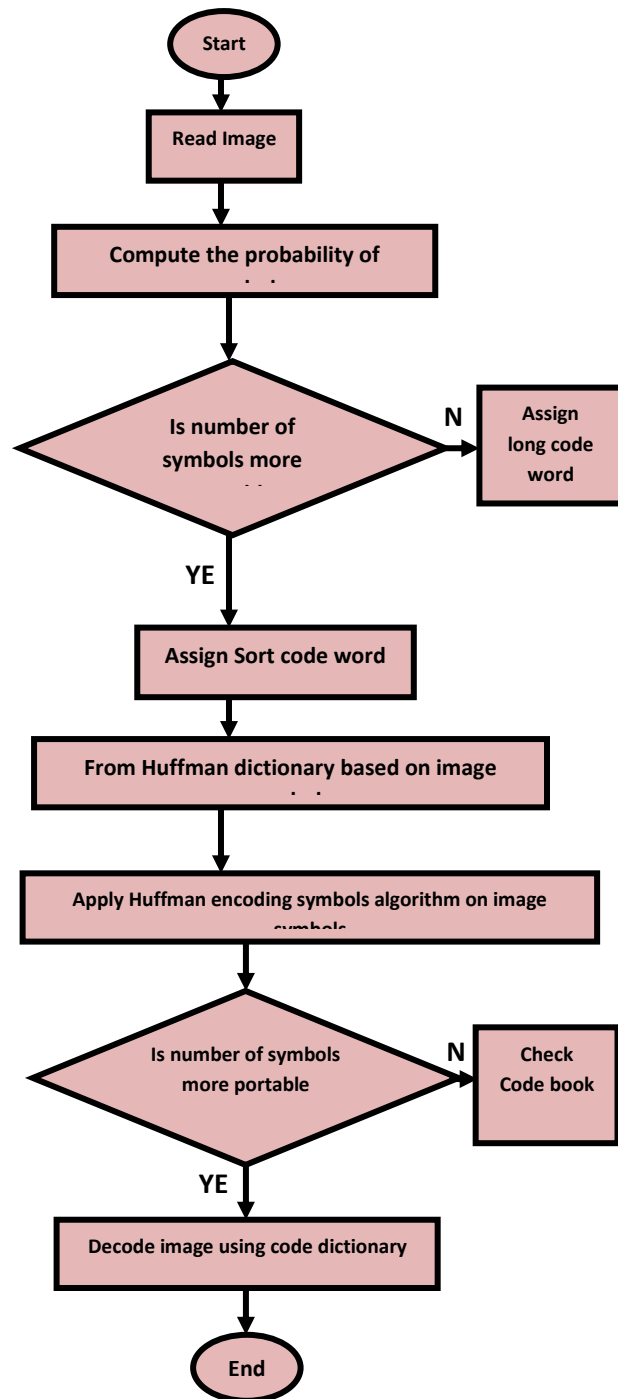 Start
Read Image
Compute the probability of
Is number of
symbols more
N
Assign
long code
word
YE
Assign Sort code word
From Huffman dictionary based on image
Apply Huffman encoding symbols algorithm on image
symbols
Is number of symbols
more portable
N
Check
Code book
YE
Decode image using code dictionary
End